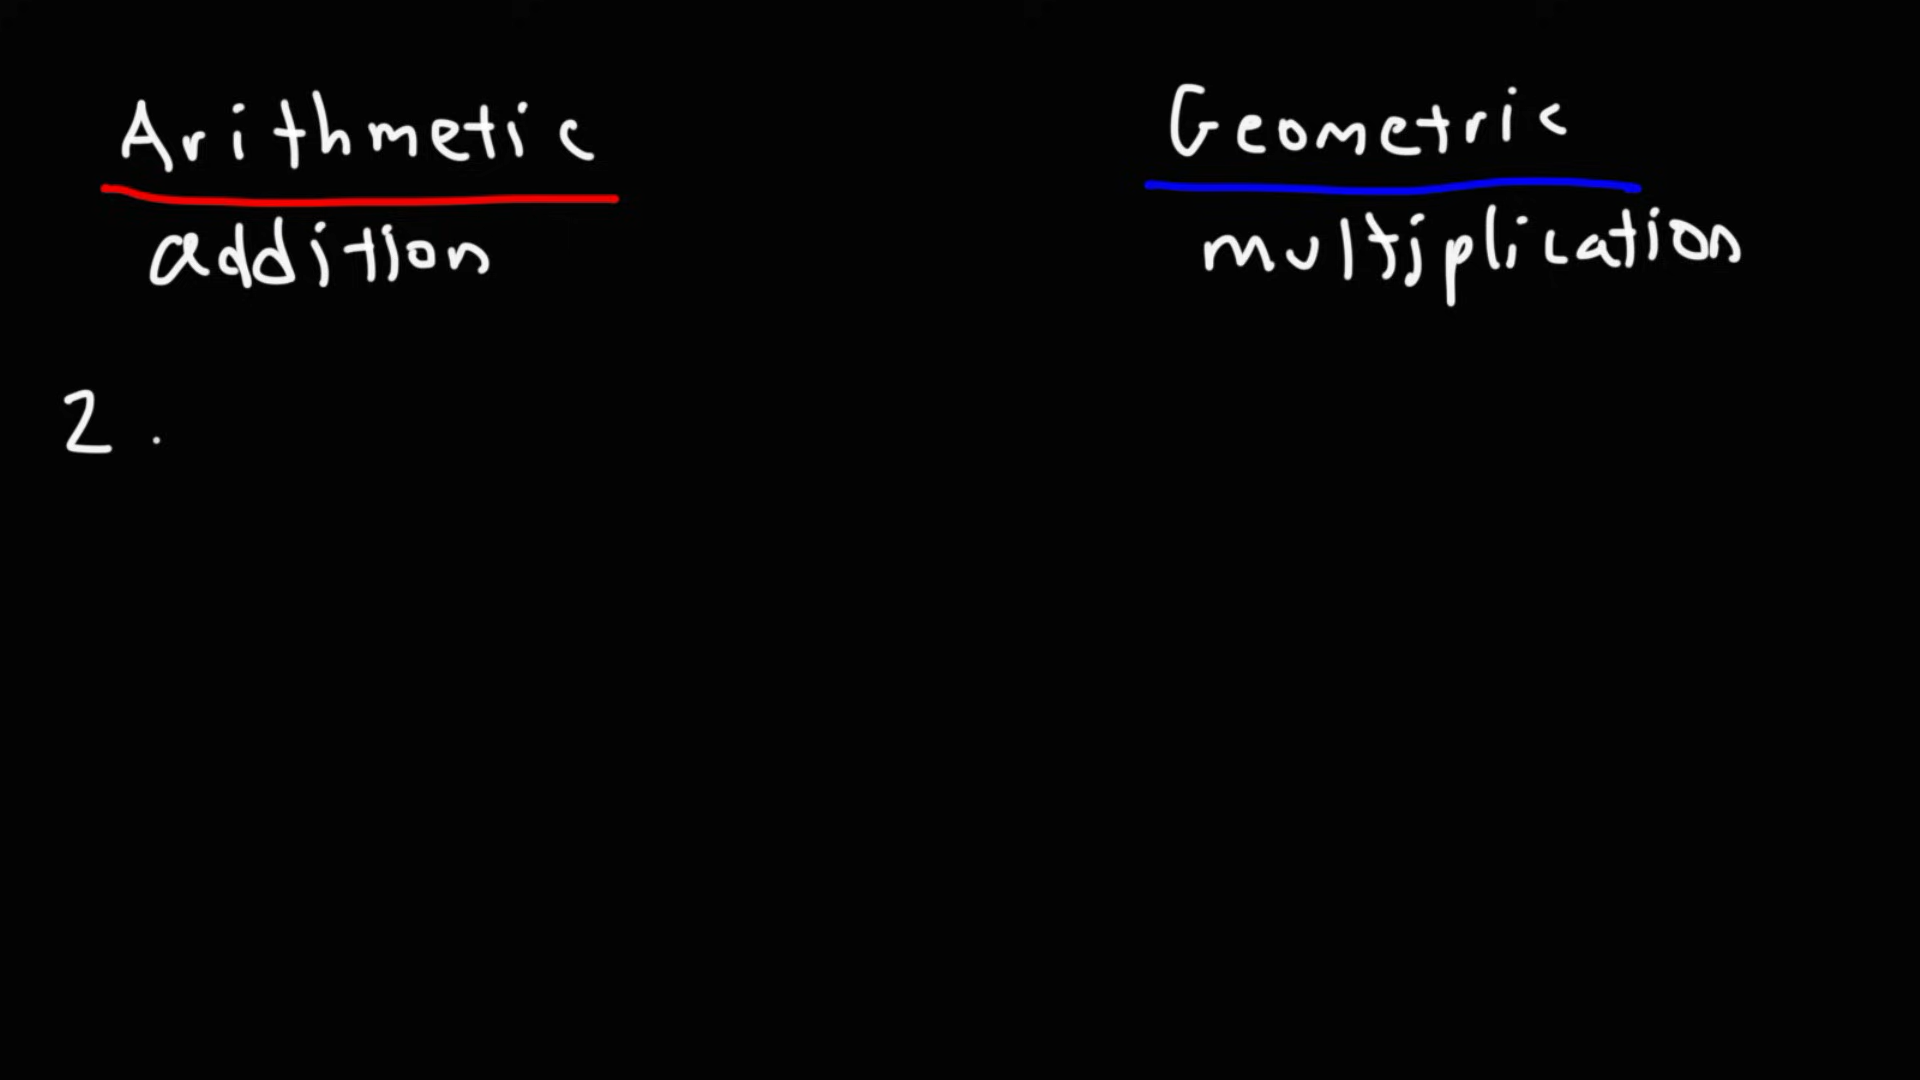 Arithmetic
addition
Geometric
multiplication
2 .